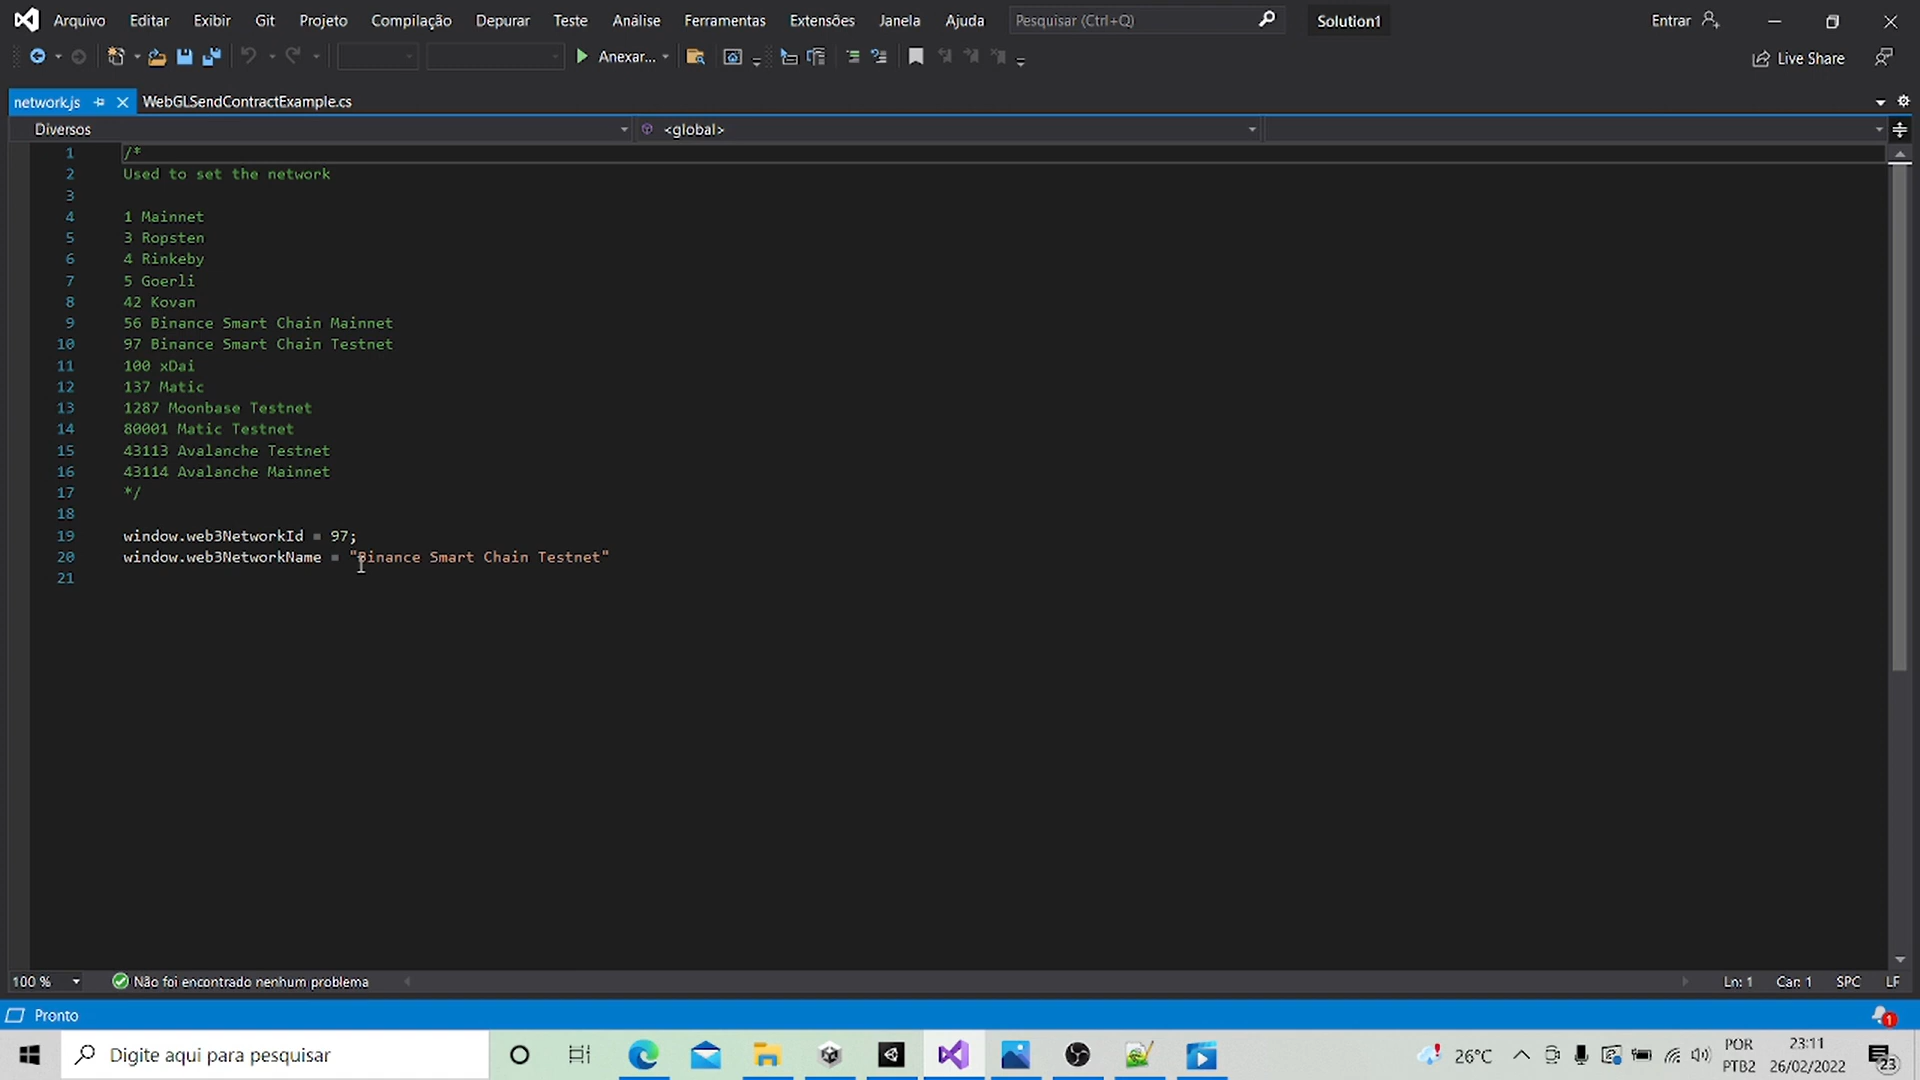 Arquivo Editar Exibir Git Projeto Compilação Depurar Teste Análise Ferramentas Extensões Janela Ajuda Pesquisar (Ctrl+Q) Solution1 Entrar
Anexar... Live Share
network.js WebGLSendContractExample.cs
Diversos <global>
1 /*
2 Used to set the network
3
4 1 Mainnet
5 3 Ropsten
6 4 Rinkeby
7 5 Goerli
8 42 Kovan
9 56 Binance Smart Chain Mainnet
10 97 Binance Smart Chain Testnet
11 100 xDai
12 137 Matic
13 1287 Moonbase Testnet
14 80001 Matic Testnet
15 43113 Avalanche Testnet
16 43114 Avalanche Mainnet
17 */
18
19 window.web3NetworkId = 97;
20 window.web3NetworkName = "Binance Smart Chain Testnet"
21
100 % Não foi encontrado nenhum problema Ln: 1 Car: 1 SPC LF
Pronto 1
Digite aqui para pesquisar 26°C POR 23:11
PTB2 26/02/2022 23